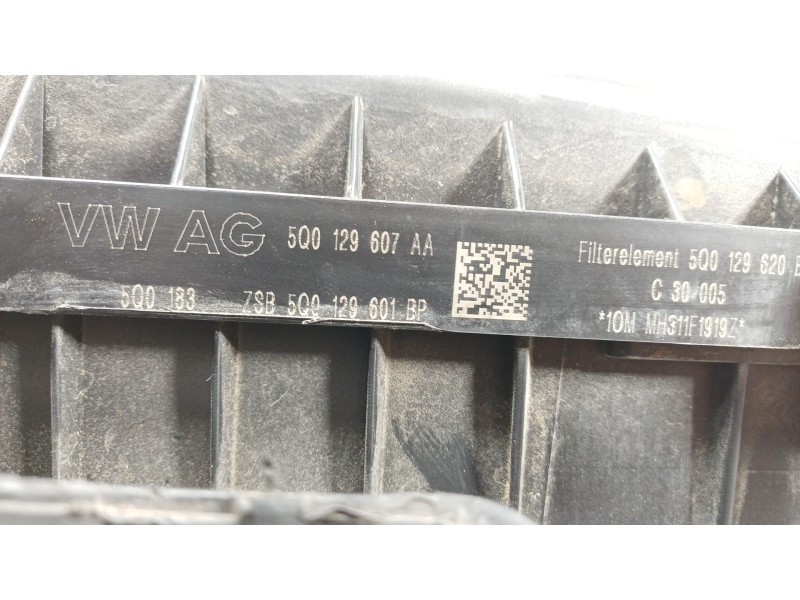 VW AG 5Q0 129 607 AA
5Q0 183 ZSB 5Q0 129 601 BP
Filterelement 5Q0 129 620
C 30 005
*10M MH311F1919Z*